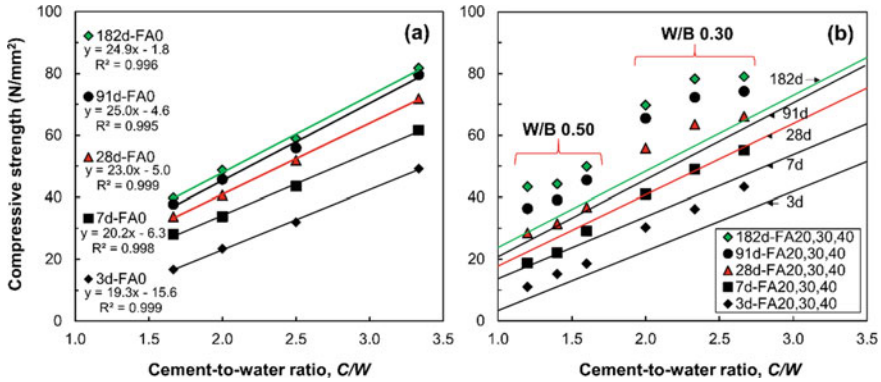 Compressive strength (N/mm²)
100
80
60
40
20
0
(a)
182d-FA0
y = 24.9x - 1.8
R² = 0.996
91d-FA0
y = 25.0x - 4.6
R² = 0.995
28d-FA0
y = 23.0x - 5.0
R² = 0.999
7d-FA0
y = 20.2x - 6.3
R² = 0.998
3d-FA0
y = 19.3x - 15.6
R² = 0.999
1.0 1.5 2.0 2.5 3.0 3.5
Cement-to-water ratio, C/W
100
80
60
40
20
0
(b)
W/B 0.30
W/B 0.50
182d
91d
28d
7d
3d
182d-FA20,30,40
91d-FA20,30,40
28d-FA20,30,40
7d-FA20,30,40
3d-FA20,30,40
1.0 1.5 2.0 2.5 3.0 3.5
Cement-to-water ratio, C/W